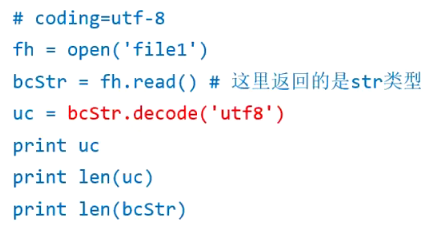 # coding=utf-8
fh = open('file1')
bcStr = fh.read() # 这里返回的是str类型
uc = bcStr.decode('utf8')
print uc
print len(uc)
print len(bcStr)